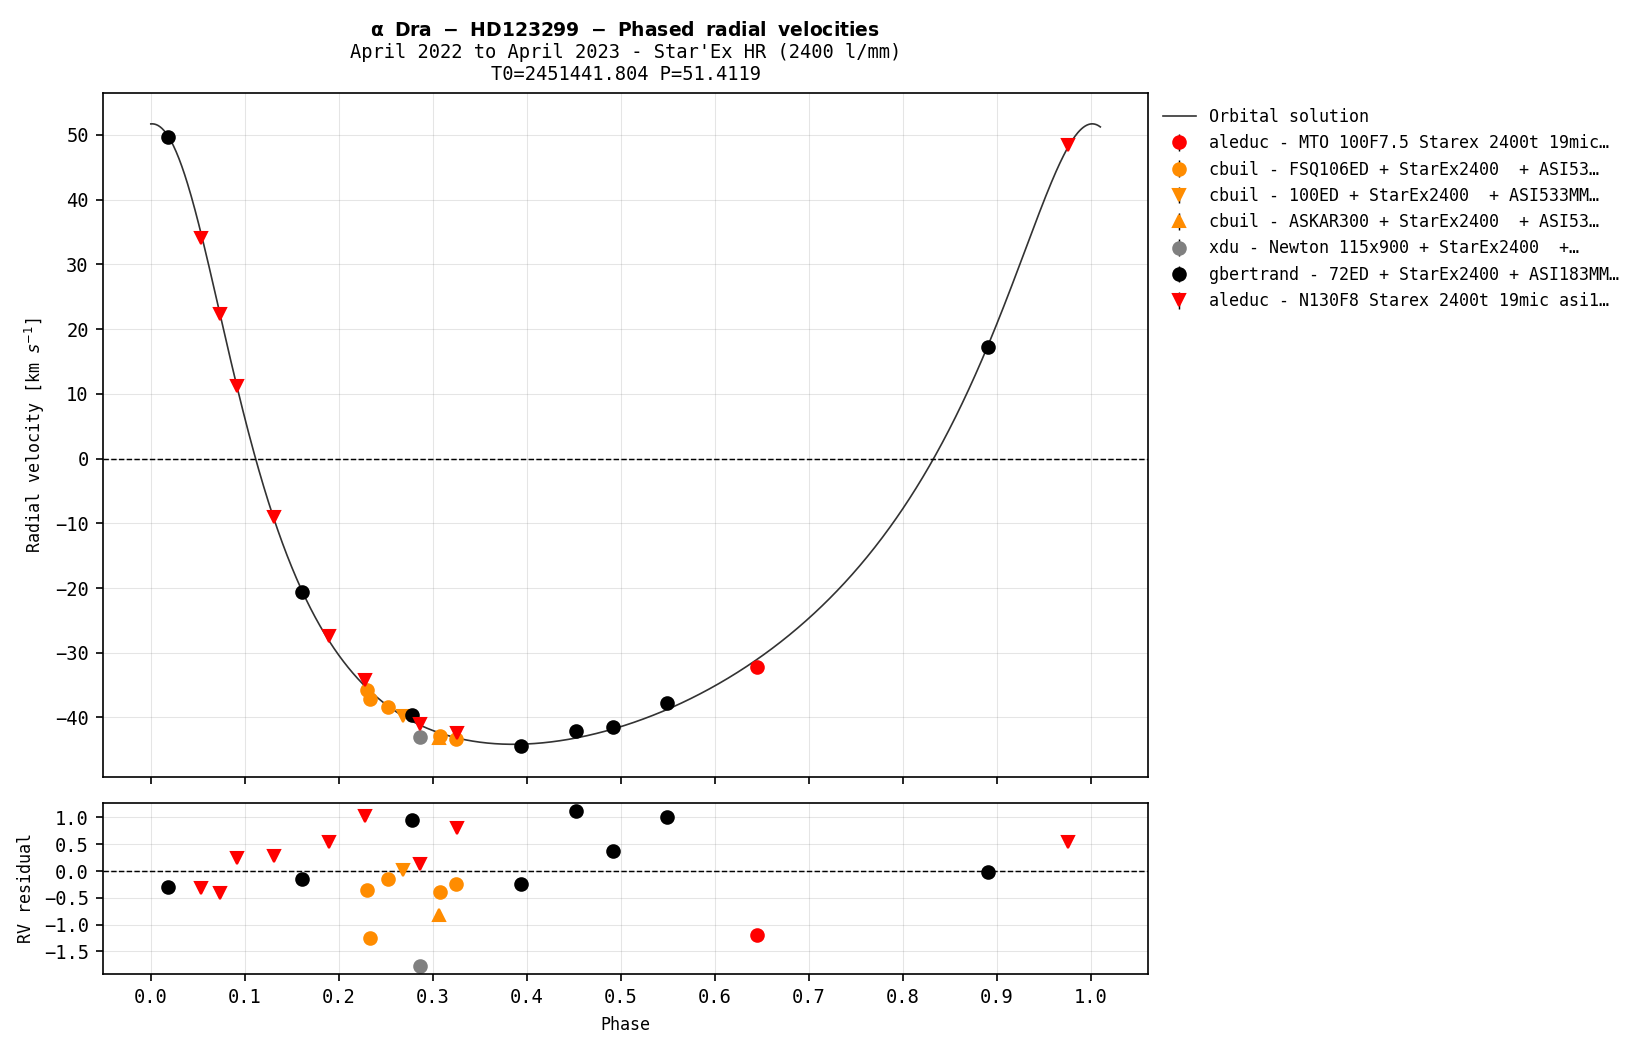 α Dra − HD123299 − Phased radial velocities
April 2022 to April 2023 - Star'Ex HR (2400 l/mm)
T0=2451441.804 P=51.4119
Radial velocity [km s⁻¹]
50
40
30
20
10
0
−10
−20
−30
−40
Orbital solution
aleduc - MTO 100F7.5 Starex 2400t 19mic…
cbuil - FSQ106ED + StarEx2400  + ASI53…
cbuil - 100ED + StarEx2400  + ASI533MM…
cbuil - ASKAR300 + StarEx2400  + ASI53…
xdu - Newton 115x900 + StarEx2400  +…
gbertrand - 72ED + StarEx2400 + ASI183MM…
aleduc - N130F8 Starex 2400t 19mic asi1…
RV residual
1.0
0.5
0.0
−0.5
−1.0
−1.5
0.0 0.1 0.2 0.3 0.4 0.5 0.6 0.7 0.8 0.9 1.0
Phase